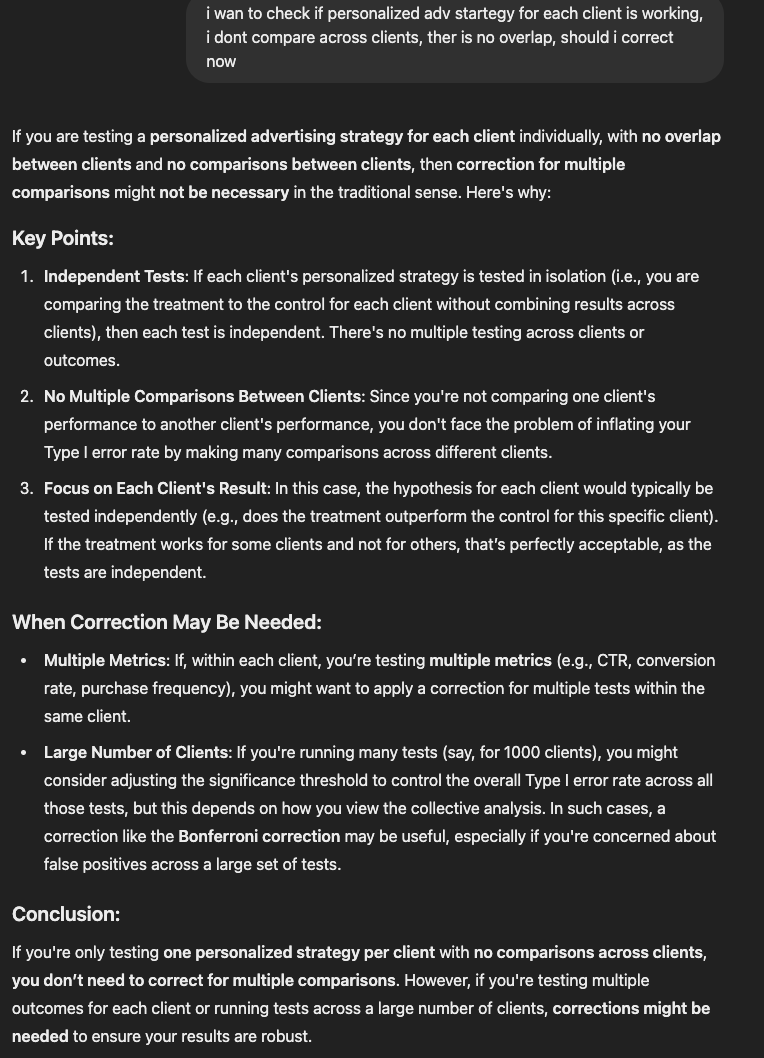 i wan to check if personalized adv startegy for each client is working,
i dont compare across clients, ther is no overlap, should i correct
now
If you are testing a personalized advertising strategy for each client individually, with no overlap
between clients and no comparisons between clients, then correction for multiple
comparisons might not be necessary in the traditional sense. Here's why:
Key Points:
1. Independent Tests: If each client's personalized strategy is tested in isolation (i.e., you are
comparing the treatment to the control for each client without combining results across
clients), then each test is independent. There's no multiple testing across clients or
outcomes.
2. No Multiple Comparisons Between Clients: Since you're not comparing one client's
performance to another client's performance, you don't face the problem of inflating your
Type I error rate by making many comparisons across different clients.
3. Focus on Each Client's Result: In this case, the hypothesis for each client would typically be
tested independently (e.g., does the treatment outperform the control for this specific client).
If the treatment works for some clients and not for others, that's perfectly acceptable, as the
tests are independent.
When Correction May Be Needed:
• Multiple Metrics: If, within each client, you're testing multiple metrics (e.g., CTR, conversion
rate, purchase frequency), you might want to apply a correction for multiple tests within the
same client.
• Large Number of Clients: If you're running many tests (say, for 1000 clients), you might
consider adjusting the significance threshold to control the overall Type I error rate across all
those tests, but this depends on how you view the collective analysis. In such cases, a
correction like the Bonferroni correction may be useful, especially if you're concerned about
false positives across a large set of tests.
Conclusion:
If you're only testing one personalized strategy per client with no comparisons across clients,
you don't need to correct for multiple comparisons. However, if you're testing multiple
outcomes for each client or running tests across a large number of clients, corrections might be
needed to ensure your results are robust.